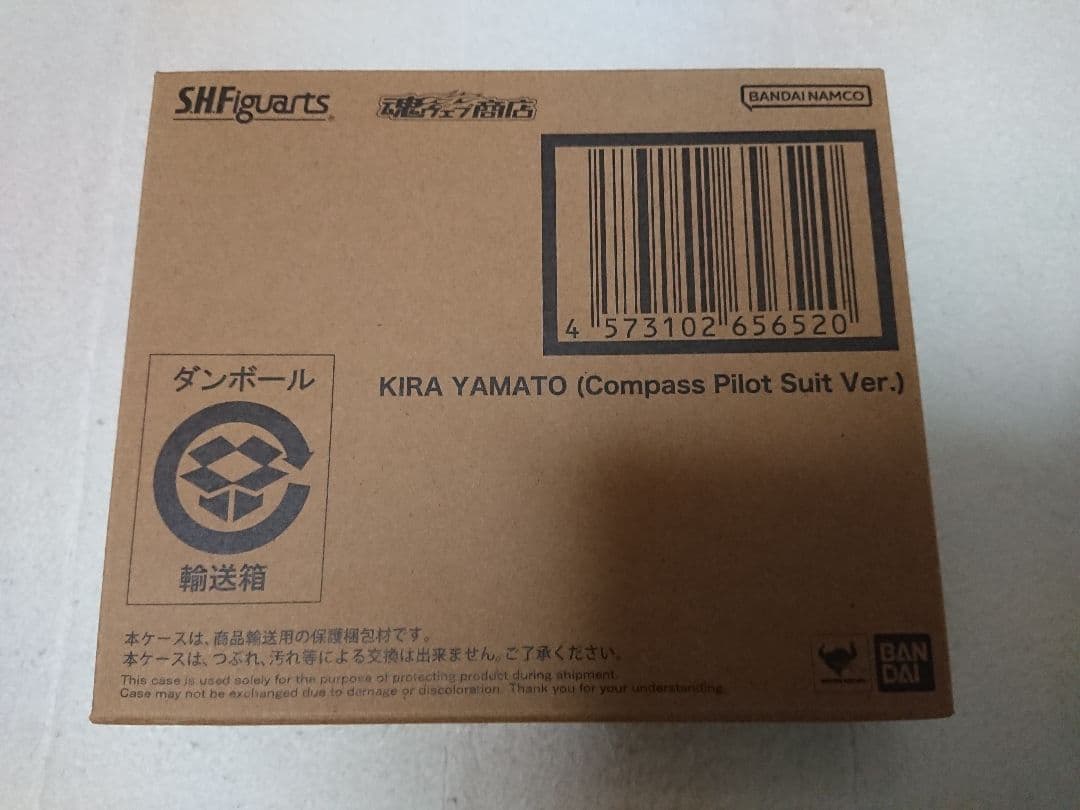 S.H.Figuarts
魂ウェブ商店
BANDAI NAMCO
4 573102 656520
ダンボール
KIRA YAMATO (Compass Pilot Suit Ver.)
輸送箱
本ケースは、商品輸送用の保護梱包材です。
本ケースは、つぶれ、汚れ等による交換は出来ません。ご了承ください。
This case is used solely for the purpose of protecting product during shipment.
Case may not be exchanged due to damage or discoloration. Thank you for your understanding.
BAN
DAI